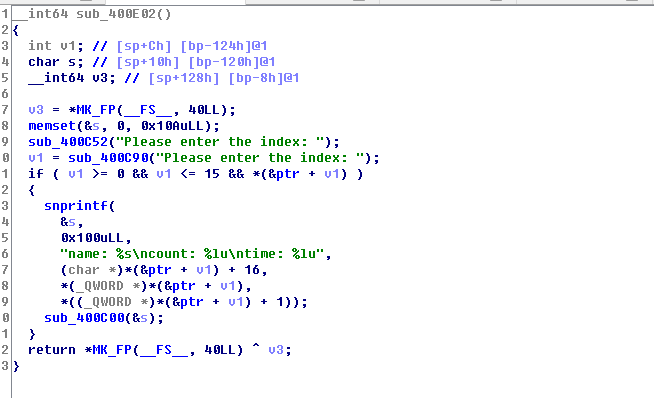 1 __int64 sub_400E02()
2 {
3 int v1; // [sp+Ch] [bp-124h]@1
4 char s; // [sp+10h] [bp-120h]@1
5 __int64 v3; // [sp+128h] [bp-8h]@1
6
7 v3 = *MK_FP(__FS__, 40LL);
8 memset(&s, 0, 0x10AuLL);
9 sub_400C52("Please enter the index: ");
0 v1 = sub_400C90("Please enter the index: ");
1 if ( v1 >= 0 && v1 <= 15 && *(&ptr + v1) )
2 {
3 snprintf(
4 &s,
5 0x100uLL,
6 "name: %s\ncount: %lu\ntime: %lu",
7 (char *)*(&ptr + v1) + 16,
8 *(_QWORD *)*(&ptr + v1),
9 *((_QWORD *)*(&ptr + v1) + 1));
0 sub_400C00(&s);
1 }
2 return *MK_FP(__FS__, 40LL) ^ v3;
3 }